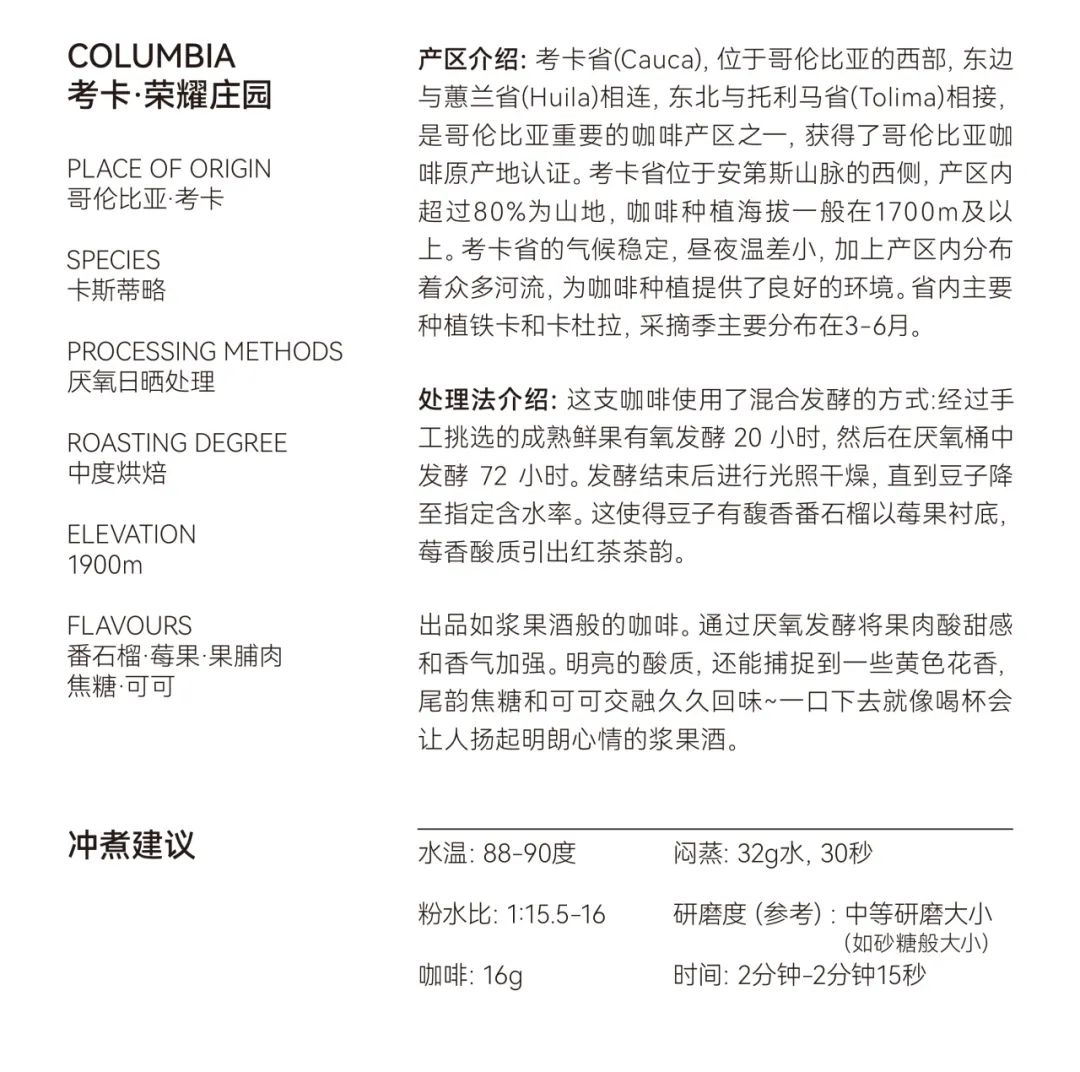 COLUMBIA
考卡·荣耀庄园
PLACE OF ORIGIN
哥伦比亚·考卡
SPECIES
卡斯蒂略
PROCESSING METHODS
厌氧日晒处理
ROASTING DEGREE
中度烘焙
ELEVATION
1900m
FLAVOURS
番石榴·莓果·果脯肉
焦糖·可可
产区介绍: 考卡省(Cauca), 位于哥伦比亚的西部, 东边
与蕙兰省(Huila)相连, 东北与托利马省(Tolima)相接,
是哥伦比亚重要的咖啡产区之一, 获得了哥伦比亚咖
啡原产地认证。考卡省位于安第斯山脉的西侧, 产区内
超过80%为山地, 咖啡种植海拔一般在1700m及以
上。考卡省的气候稳定, 昼夜温差小, 加上产区内分布
着众多河流, 为咖啡种植提供了良好的环境。省内主要
种植铁卡和卡杜拉, 采摘季主要分布在3-6月。
处理法介绍: 这支咖啡使用了混合发酵的方式:经过手
工挑选的成熟鲜果有氧发酵 20 小时, 然后在厌氧桶中
发酵 72 小时。发酵结束后进行光照干燥, 直到豆子降
至指定含水率。这使得豆子有馥香番石榴以莓果衬底,
莓香酸质引出红茶茶韵。
出品如浆果酒般的咖啡。通过厌氧发酵将果肉酸甜感
和香气加强。明亮的酸质, 还能捕捉到一些黄色花香,
尾韵焦糖和可可交融久久回味~一口下去就像喝杯会
让人扬起明朗心情的浆果酒。
冲煮建议
水温: 88-90度
闷蒸: 32g水, 30秒
粉水比: 1:15.5-16
研磨度 (参考) : 中等研磨大小
(如砂糖般大小)
咖啡: 16g
时间: 2分钟-2分钟15秒